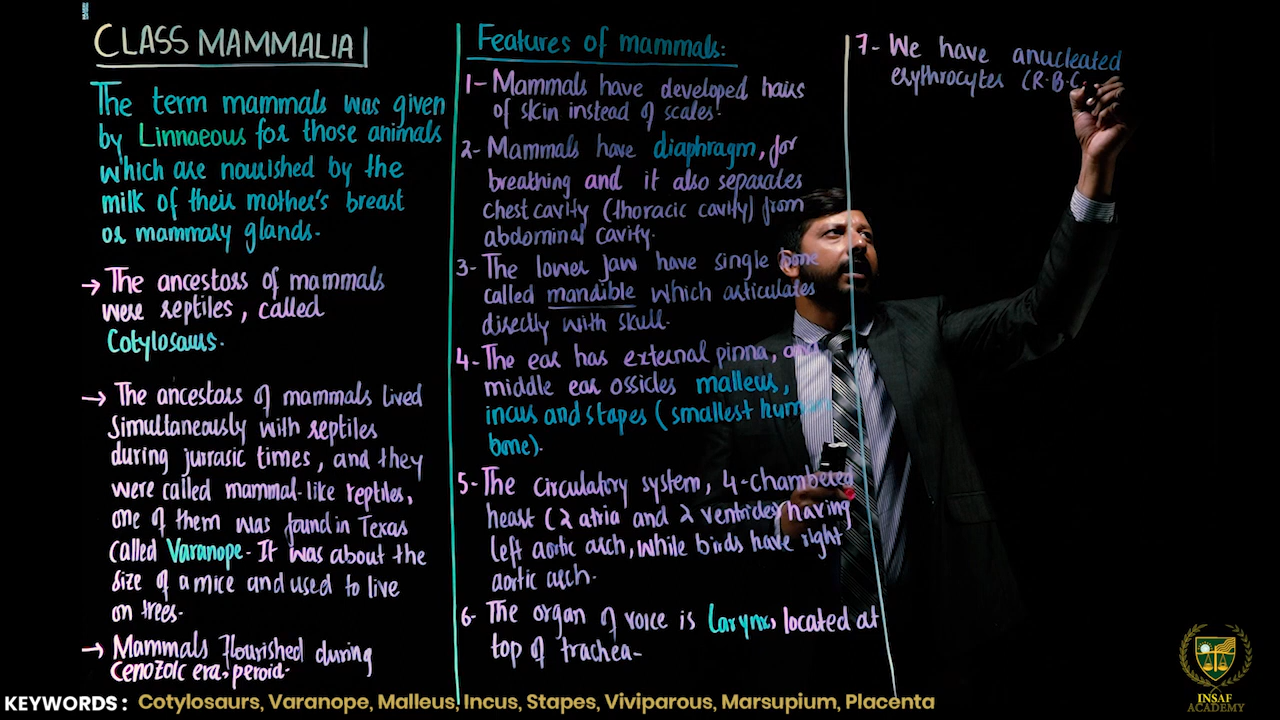 CLASS MAMMALIA
The term mammals was given
by Linnaeous for those animals
which are nourished by the
milk of their mother's breast
or mammary glands.
→ The ancestors of mammals
were reptiles, called
Cotylosaurs.
→ The ancestors of mammals lived
Simultaneously with reptiles
during jurrasic times, and they
were called mammal-like reptiles,
one of them was found in Texas
called Varanope. It was about the
size of a mice and used to live
on trees.
→ Mammals flourished during
Cenozoic era, peroid.
Features of mammals:
1- Mammals have developed hairs
of skin instead of scales.
2- Mammals have diaphragm, for
breathing and it also separates
Chest cavity (thoracic cavity) from
abdominal cavity.
3- The lower jaw have single bone
called mandible which articulates
directly with skull.
4- The ear has external pinna, and
middle ear ossicles malleus,
incus and stapes (smallest human
bone).
5- The circulatory system, 4-chambered
heart (2 atria and 2 ventricles) having
left aortic arch, while birds have right
aortic arch.
6- The organ of voice is Larynx, located at
top of trachea-
7- We have anucleated
erythrocytes (R.B.C
INSAF
ACADEMY
KEYWORDS : Cotylosaurs, Varanope, Malleus, Incus, Stapes, Viviparous, Marsupium, Placenta